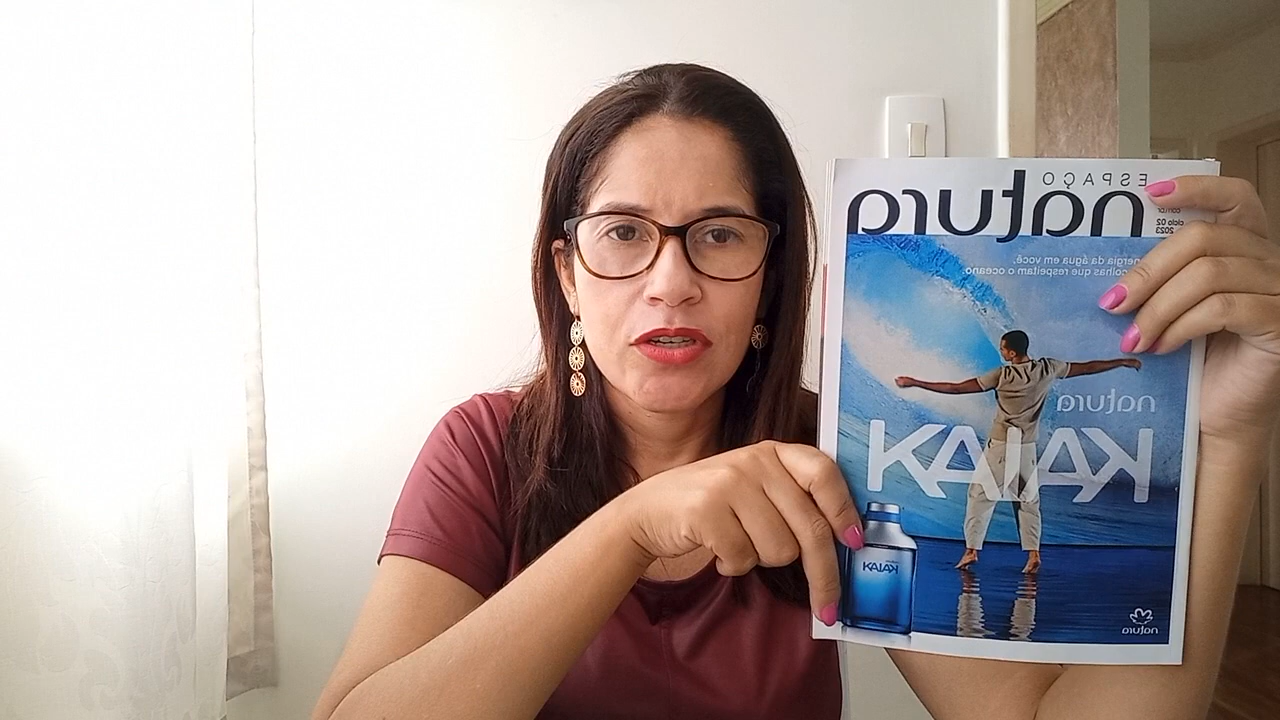 ESPAÇO
natura
ciclo 02
2023
nergia da água em você,
colhas que respeitam o oceano.
natura
KAIAK
KAIAK
natura